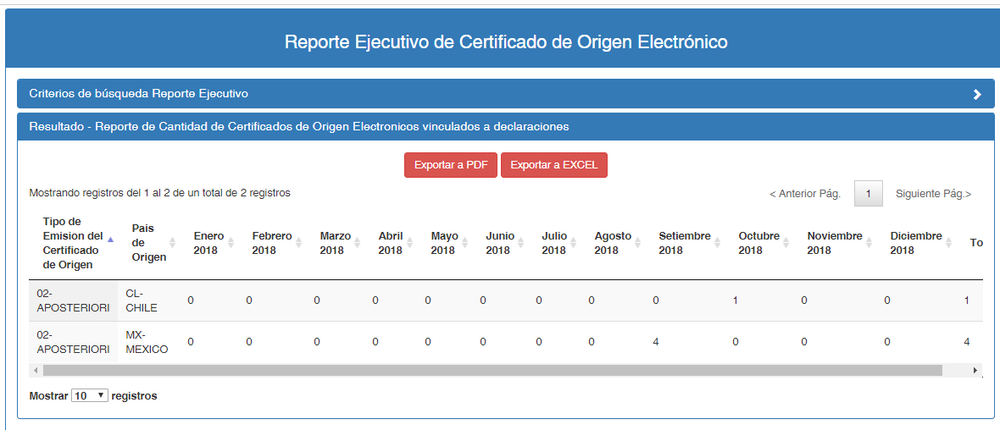 Reporte Ejecutivo de Certificado de Origen Electrónico
Criterios de búsqueda Reporte Ejecutivo
Resultado - Reporte de Cantidad de Certificados de Origen Electronicos vinculados a declaraciones
Exportar a PDF Exportar a EXCEL
Mostrando registros del 1 al 2 de un total de 2 registros < Anterior Pág. 1 Siguiente Pág.>
Tipo de Emision del Certificado de Origen Pais de Origen Enero 2018 Febrero 2018 Marzo 2018 Abril 2018 Mayo 2018 Junio 2018 Julio 2018 Agosto 2018 Setiembre 2018 Octubre 2018 Noviembre 2018 Diciembre 2018 To
02-APOSTERIORI CL-CHILE 0 0 0 0 0 0 0 0 0 1 0 0 1
02-APOSTERIORI MX-MEXICO 0 0 0 0 0 0 0 0 4 0 0 0 4
Mostrar 10 registros